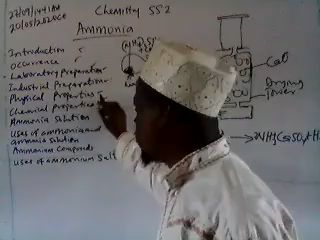 27/09/1441AH
20/05/2020CE
Chemistry SS2
Ammonia
Introduction
Occurrence
Laboratory Preparation
Industrial Preparation
Physical Properties
Chemical Properties
Ammonia Solution
Uses of ammonia and
ammonia Solution
Ammonium Compounds
Uses of ammonium Salt
CaO
Drying
tower